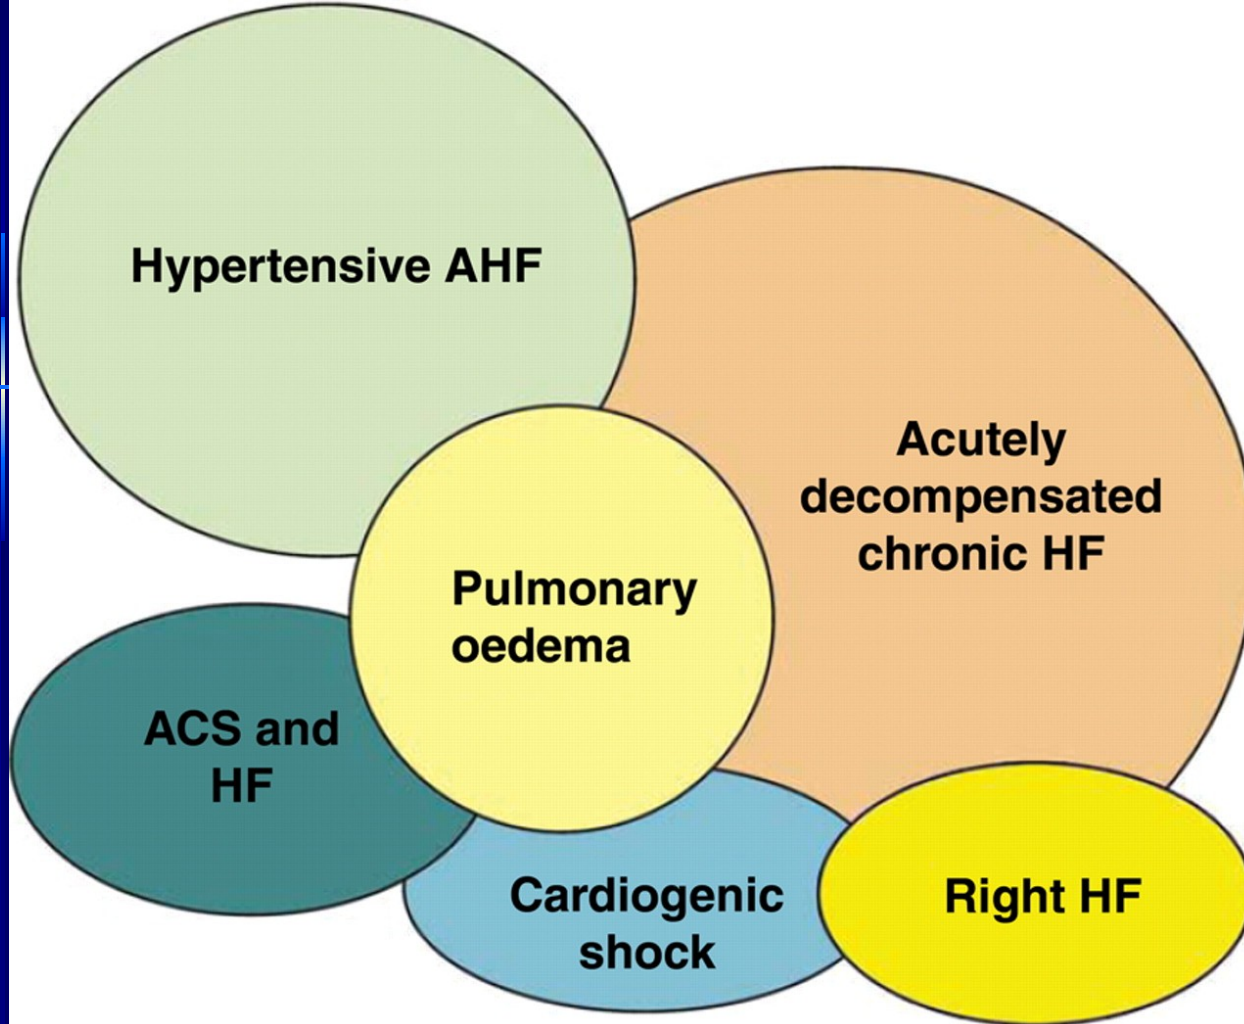 Hypertensive AHF
Acutely
decompensated
chronic HF
Pulmonary
oedema
ACS and
HF
Cardiogenic
shock
Right HF